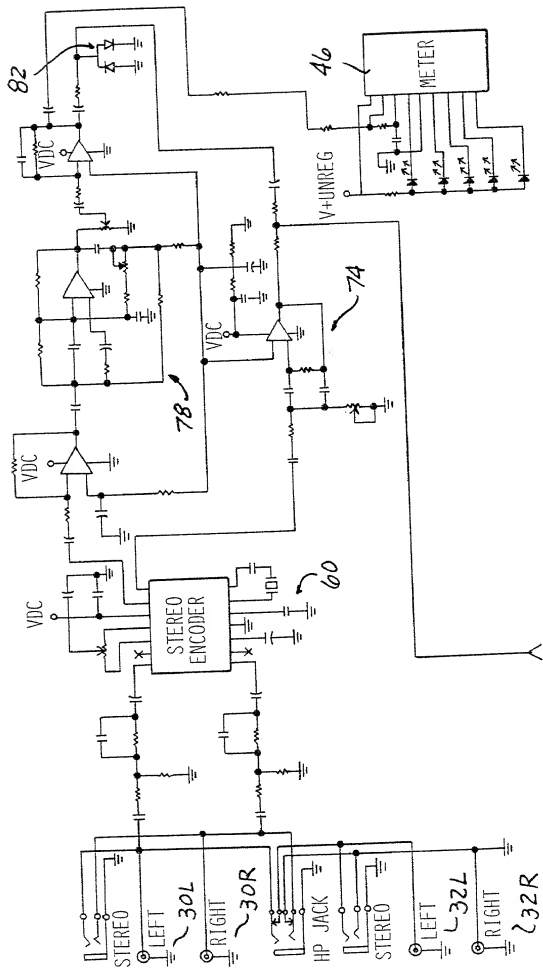 82
46
METER
VDC
V+UNREG
78
VDC
74
VDC
VDC
STEREO
ENCODER
60
STEREO
LEFT
30L
RIGHT
30R
HP JACK
STEREO
LEFT
32L
RIGHT
32R